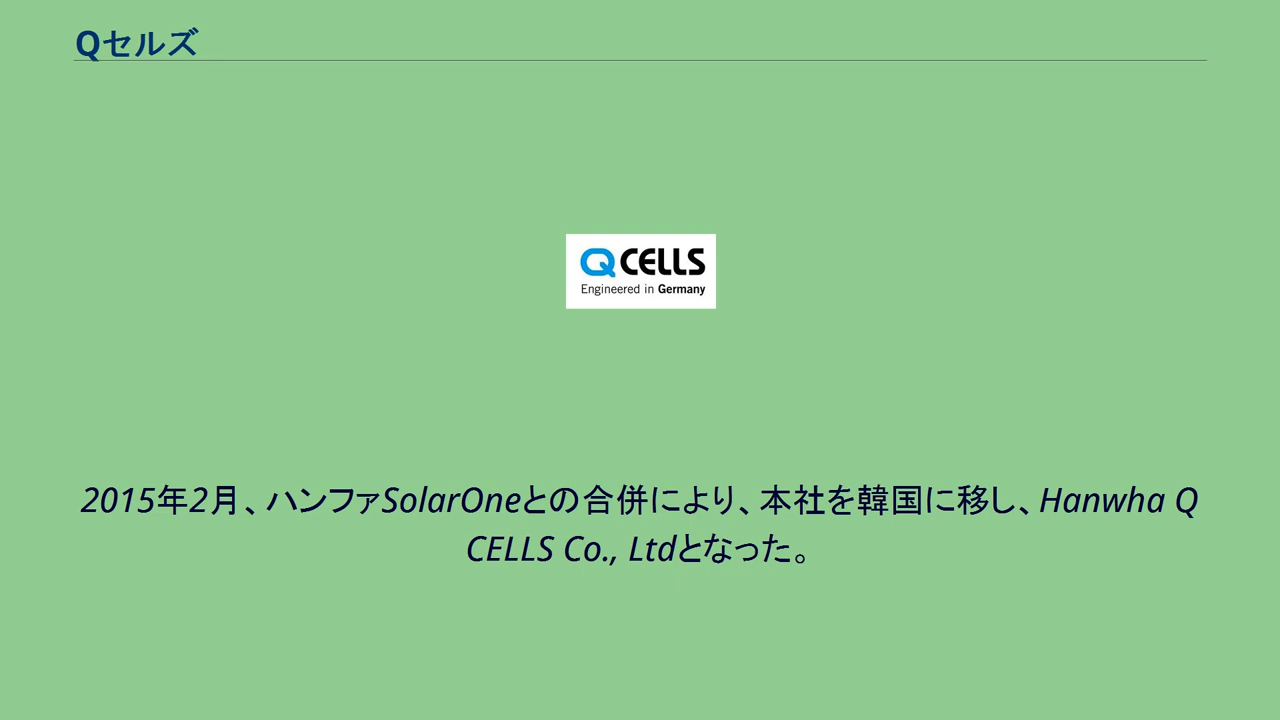 Qセルズ
Q CELLS
Engineered in Germany
2015年2月、ハンファSolarOneとの合併により、本社を韓国に移し、Hanwha Q
CELLS Co., Ltdとなった。